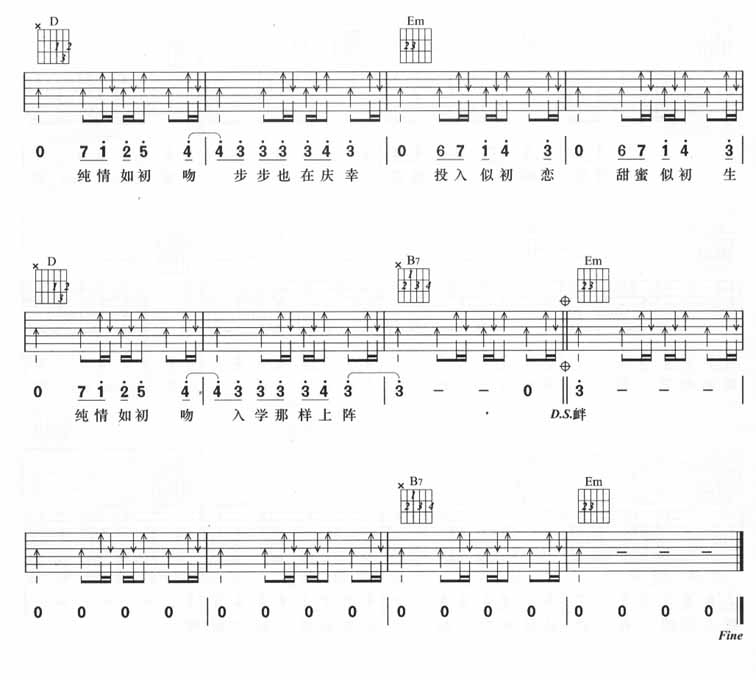 D Em
0 7 1 2 5 4 | 4 3 3 3 3 4 3 | 0 6 7 1 4 3 | 0 6 7 1 4 3
纯情如初 吻 步步也在庆幸 投入似初 恋 甜蜜似初 生
D B7 Em
0 7 1 2 5 4 | 4 3 3 3 3 4 3 | 3 – – 0 | 3 – – –
纯情如初 吻 入学那样上阵 D.S.衅
B7 Em
– – –
0 0 0 0 | 0 0 0 0 | 0 0 0 0 | 0 0 0 0
Fine